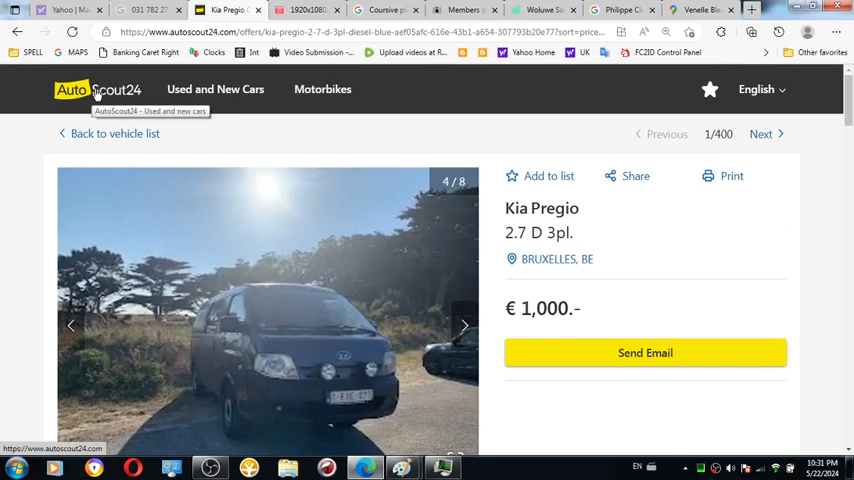 Yahoo | Ma
031 782 27
Kia Pregio
1920x1080
Coursive pi
Members c
Woluwe Sai
Philippe Cl
Venelle Ble
https://www.autoscout24.com/offers/kia-pregio-2-7-d-3pl-diesel-blue-aef05afc-616e-43b1-a654-307793b20e77?sort=price...
SPELL
MAPS
Banking Caret Right
Clocks
Int
Video Submission -...
Upload videos at R...
Yahoo Home
UK
FC2ID Control Panel
Other favorites
AutoScout24
Used and New Cars
Motorbikes
English
AutoScout24 - Used and new cars
Back to vehicle list
Previous
1/400
Next
4 / 8
Add to list
Share
Print
Kia Pregio
2.7 D 3pl.
BRUXELLES, BE
€ 1,000.-
Send Email
https://www.autoscout24.com
EN
10:31 PM
5/22/2024